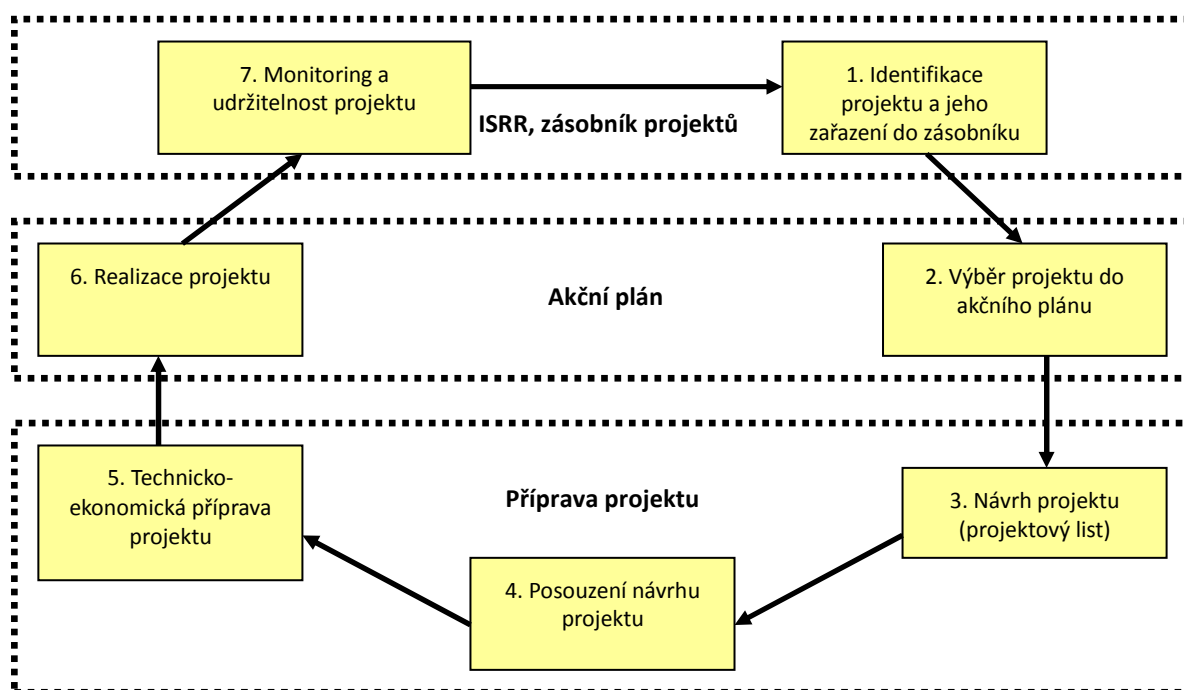 7. Monitoring a
udržitelnost projektu
1. Identifikace
projektu a jeho
zařazení do zásobníku
ISRR, zásobník projektů
6. Realizace projektu
Akční plán
2. Výběr projektu do
akčního plánu
5. Technicko-
ekonomická příprava
projektu
Příprava projektu
3. Návrh projektu
(projektový list)
4. Posouzení návrhu
projektu